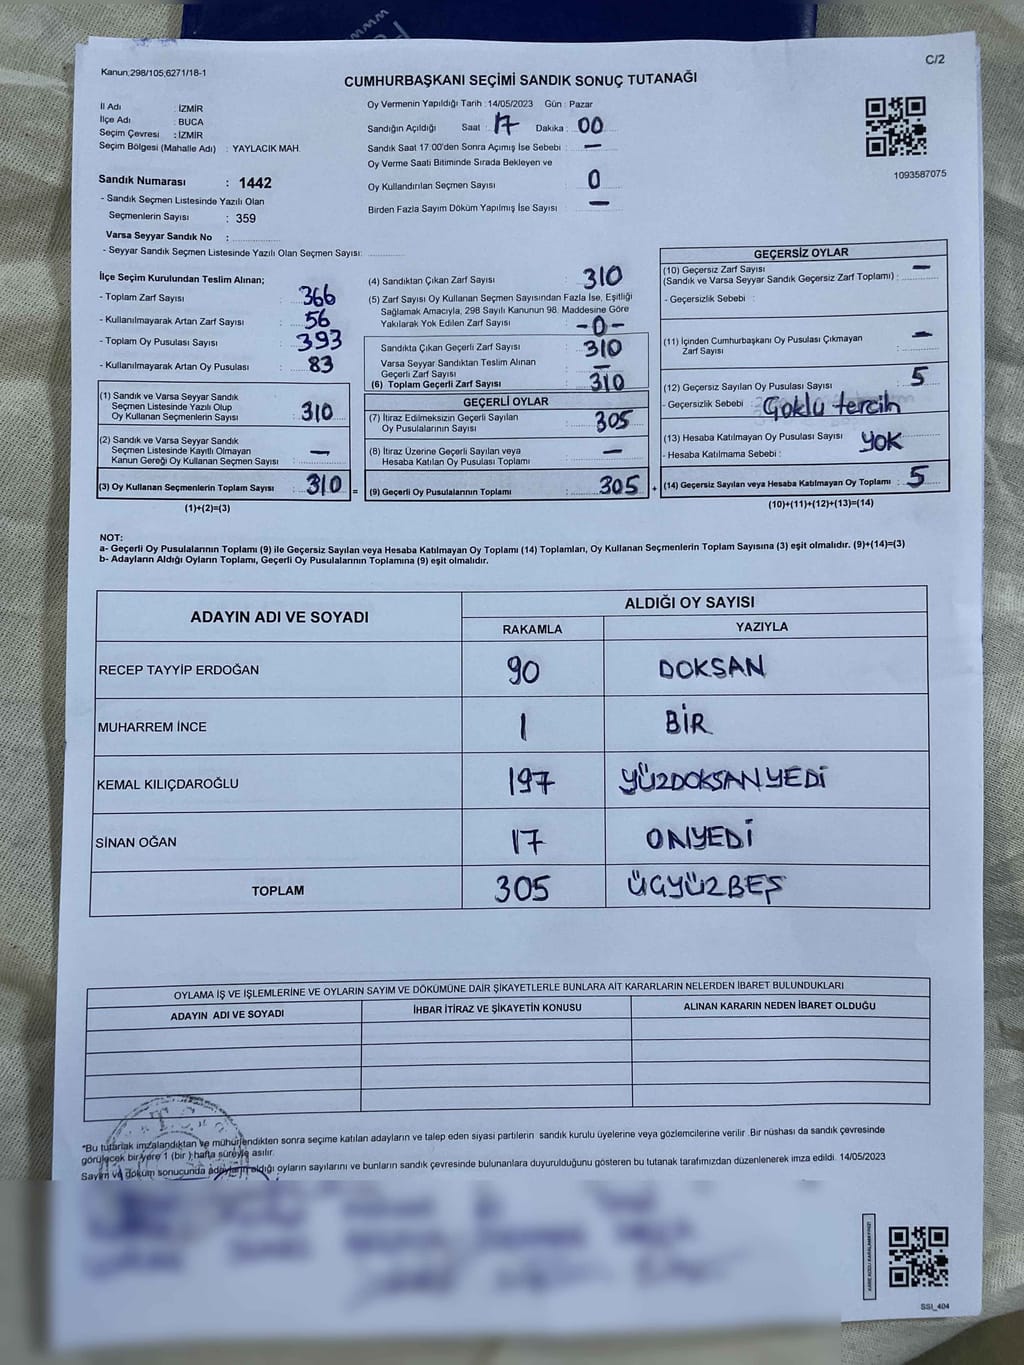 Kanun,298/105;6271/18-1
C/2
CUMHURBAŞKANI SEÇİMİ SANDIK SONUÇ TUTANAĞI
İl Adı : İZMİR
İlçe Adı : BUCA
Seçim Çevresi : İZMİR
Seçim Bölgesi (Mahalle Adı) : YAYLACIK MAH.
Oy Vermenin Yapıldığı Tarih :14/05/2023 Gün : Pazar
Sandığın Açıldığı Saat : 17 Dakika : 00
Sandık Saat 17:00'den Sonra Açmış İse Sebebi : —
Oy Verme Saati Bitiminde Sırada Bekleyen ve
Oy Kullandırılan Seçmen Sayısı : 0
Birden Fazla Sayım Döküm Yapılmış İse Sayısı : —
1093587075
Sandık Numarası : 1442
- Sandık Seçmen Listesinde Yazılı Olan
Seçmenlerin Sayısı : 359
Varsa Seyyar Sandık No :
- Seyyar Sandık Seçmen Listesinde Yazılı Olan Seçmen Sayısı:
İlçe Seçim Kurulundan Teslim Alınan;
- Toplam Zarf Sayısı : 366
- Kullanılmayarak Artan Zarf Sayısı : 56
- Toplam Oy Pusulası Sayısı : 393
- Kullanılmayarak Artan Oy Pusulası : 83
(1) Sandık ve Varsa Seyyar Sandık
Seçmen Listesinde Yazılı Olup
Oy Kullanan Seçmenlerin Sayısı : 310
(2) Sandık ve Varsa Seyyar Sandık
Seçmen Listesinde Kayıtlı Olmayan
Kanun Gereği Oy Kullanan Seçmen Sayısı : —
(3) Oy Kullanan Seçmenlerin Toplam Sayısı : 310 =
(1)+(2)=(3)
(4) Sandıktan Çıkan Zarf Sayısı : 310
(5) Zarf Sayısı Oy Kullanan Seçmen Sayısından Fazla İse, Eşitliği
Sağlamak Amacıyla, 298 Sayılı Kanunun 98. Maddesine Göre
Yakılarak Yok Edilen Zarf Sayısı : -0-
Sandıkta Çıkan Geçerli Zarf Sayısı : 310
Varsa Seyyar Sandıktan Teslim Alınan
Geçerli Zarf Sayısı : —
(6) Toplam Geçerli Zarf Sayısı : 310
GEÇERLİ OYLAR
(7) İtiraz Edilmeksizin Geçerli Sayılan
Oy Pusulalarının Sayısı : 305
(8) İtiraz Üzerine Geçerli Sayılan veya
Hesaba Katılan Oy Pusulası Toplamı : —
(9) Geçerli Oy Pusulalarının Toplamı : 305 +
GEÇERSİZ OYLAR
(10) Geçersiz Zarf Sayısı —
(Sandık ve Varsa Seyyar Sandık Geçersiz Zarf Toplamı) :
- Geçersizlik Sebebi :
(11) İçinden Cumhurbaşkanı Oy Pusulası Çıkmayan —
Zarf Sayısı :
(12) Geçersiz Sayılan Oy Pusulası Sayısı : 5
- Geçersizlik Sebebi : Çoklu tercih
(13) Hesaba Katılmayan Oy Pusulası Sayısı : YOK
- Hesaba Katılmama Sebebi :
(14) Geçersiz Sayılan veya Hesaba Katılmayan Oy Toplamı : 5
(10)+(11)+(12)+(13)=(14)
NOT:
a- Geçerli Oy Pusulalarının Toplamı (9) ile Geçersiz Sayılan veya Hesaba Katılmayan Oy Toplamı (14) Toplamları, Oy Kullanan Seçmenlerin Toplam Sayısına (3) eşit olmalıdır. (9)+(14)=(3)
b- Adayların Aldığı Oyların Toplamı, Geçerli Oy Pusulalarının Toplamına (9) eşit olmalıdır.
ADAYIN ADI VE SOYADI
ALDIĞI OY SAYISI
RAKAMLA YAZIYLA
RECEP TAYYİP ERDOĞAN 90 DOKSAN
MUHARREM İNCE 1 BİR
KEMAL KILIÇDAROĞLU 197 YÜZDOKSANYEDİ
SİNAN OĞAN 17 ONYEDİ
TOPLAM 305 ÜÇYÜZBEŞ
OYLAMA İŞ VE İŞLEMLERİNE VE OYLARIN SAYIM VE DÖKÜMÜNE DAİR ŞİKAYETLERLE BUNLARA AİT KARARLARIN NELERDEN İBARET BULUNDUKLARI
ADAYIN ADI VE SOYADI İHBAR İTİRAZ VE ŞİKAYETİN KONUSU ALINAN KARARIN NEDEN İBARET OLDUĞU
*Bu tutanak imzalandıktan ve mühürlendikten sonra seçime katılan adayların ve talep eden siyasi partilerin sandık kurulu üyelerine veya gözlemcilerine verilir .Bir nüshası da sandık çevresinde
görülecek bir yere 1 (bir ) hafta süreyle asılır.
Sayım ve döküm sonucunda adayların aldığı oyların sayılarını ve bunların sandık çevresinde bulunanlara duyurulduğunu gösteren bu tutanak tarafımızdan düzenlenerek imza edildi. 14/05/2023
KARE KODU KARALAMAYINIZ!
SSI_404